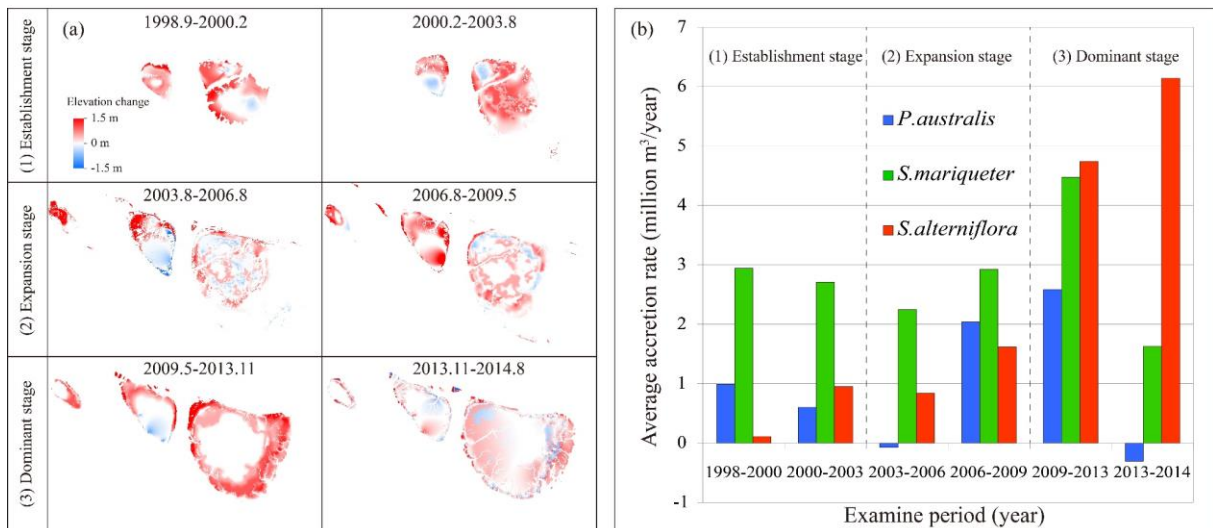 (a)
1998.9-2000.2
2000.2-2003.8
(1) Establishment stage
Elevation change
1.5 m
0 m
-1.5 m
2003.8-2006.8
2006.8-2009.5
(2) Expansion stage
2009.5-2013.11
2013.11-2014.8
(3) Dominant stage
(b)
Average accretion rate (million m³/year)
7
6
5
4
3
2
1
0
-1
(1) Establishment stage
(2) Expansion stage
(3) Dominant stage
P.australis
S.mariqueter
S.alterniflora
1998-2000
2000-2003
2003-2006
2006-2009
2009-2013
2013-2014
Examine period (year)